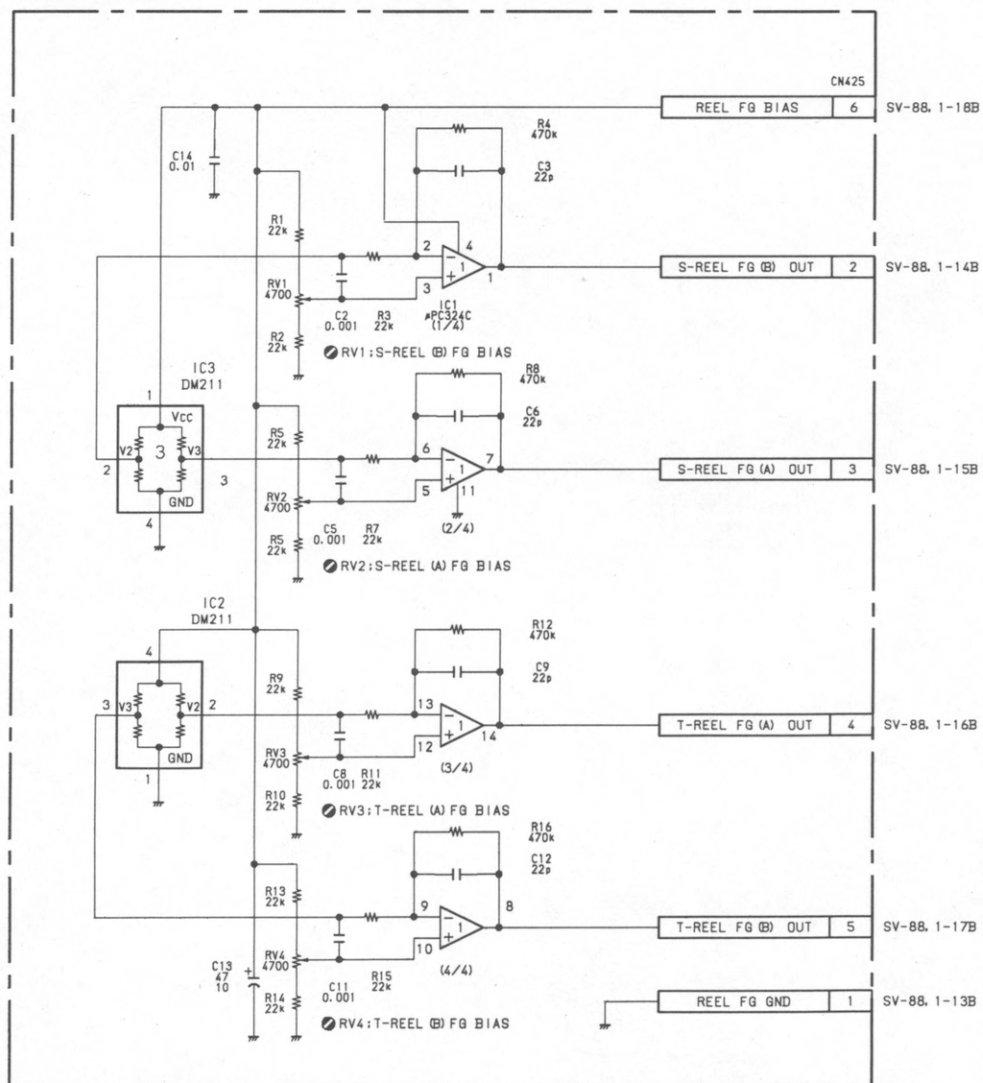 CN425
REEL FG BIAS 6 SV-88.1-18B
R4
470k
C14
0.01
C3
22p
R1
22k
2 4
− 1
+ 1
3
S-REEL FG(B) OUT 2 SV-88.1-14B
RV1
4700
C2
0.001
R3
22k
IC1
µPC324C
(1/4)
R2
22k
RV1:S-REEL (B) FG BIAS
IC3
DM211
R8
470k
1
VCC
V2 3 V3
2 3
GND
4
C6
22p
R5
22k
6 7
− 1
+ 11
5
S-REEL FG(A) OUT 3 SV-88.1-15B
RV2
4700
C5
0.001
R7
22k
(2/4)
R5
22k
RV2:S-REEL (A) FG BIAS
IC2
DM211
R12
470k
4
3 V3 V2 2
GND
1
C9
22p
R9
22k
13
− 1
+ 14
12
T-REEL FG(A) OUT 4 SV-88.1-16B
RV3
4700
C8
0.001
R11
22k
(3/4)
R10
22k
RV3:T-REEL (A) FG BIAS
R16
470k
C12
22p
R13
22k
9 8
− 1
+
10
T-REEL FG(B) OUT 5 SV-88.1-17B
C13
+
47
10
RV4
4700
C11
0.001
R15
22k
(4/4)
R14
22k
REEL FG GND 1 SV-88.1-13B
RV4:T-REEL (B) FG BIAS